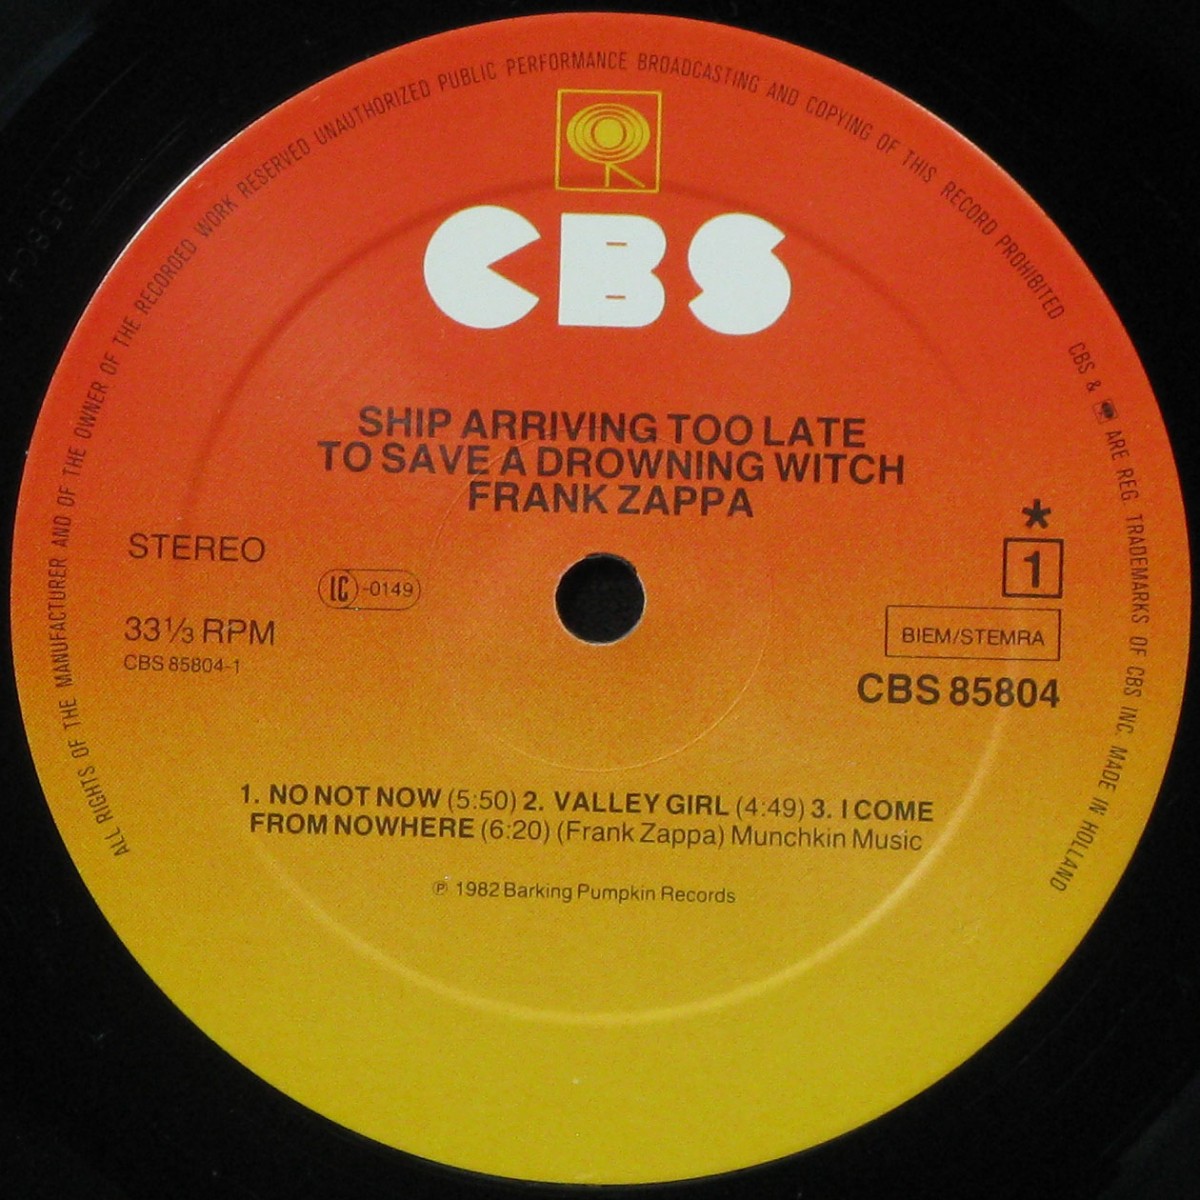 ALL RIGHTS OF THE MANUFACTURER AND OF THE OWNER OF THE RECORDED WORK RESERVED UNAUTHORIZED PUBLIC PERFORMANCE BROADCASTING AND COPYING OF THIS RECORD PROHIBITED
CBS & ARE REG. TRADEMARKS OF CBS INC. MADE IN HOLLAND
CBS
SHIP ARRIVING TOO LATE
TO SAVE A DROWNING WITCH
FRANK ZAPPA
STEREO
LC-0149
33⅓ RPM
CBS 85804-1
*
1
BIEM/STEMRA
CBS 85804
1. NO NOT NOW (5:50) 2. VALLEY GIRL (4:49) 3. I COME
FROM NOWHERE (6:20) (Frank Zappa) Munchkin Music
℗ 1982 Barking Pumpkin Records